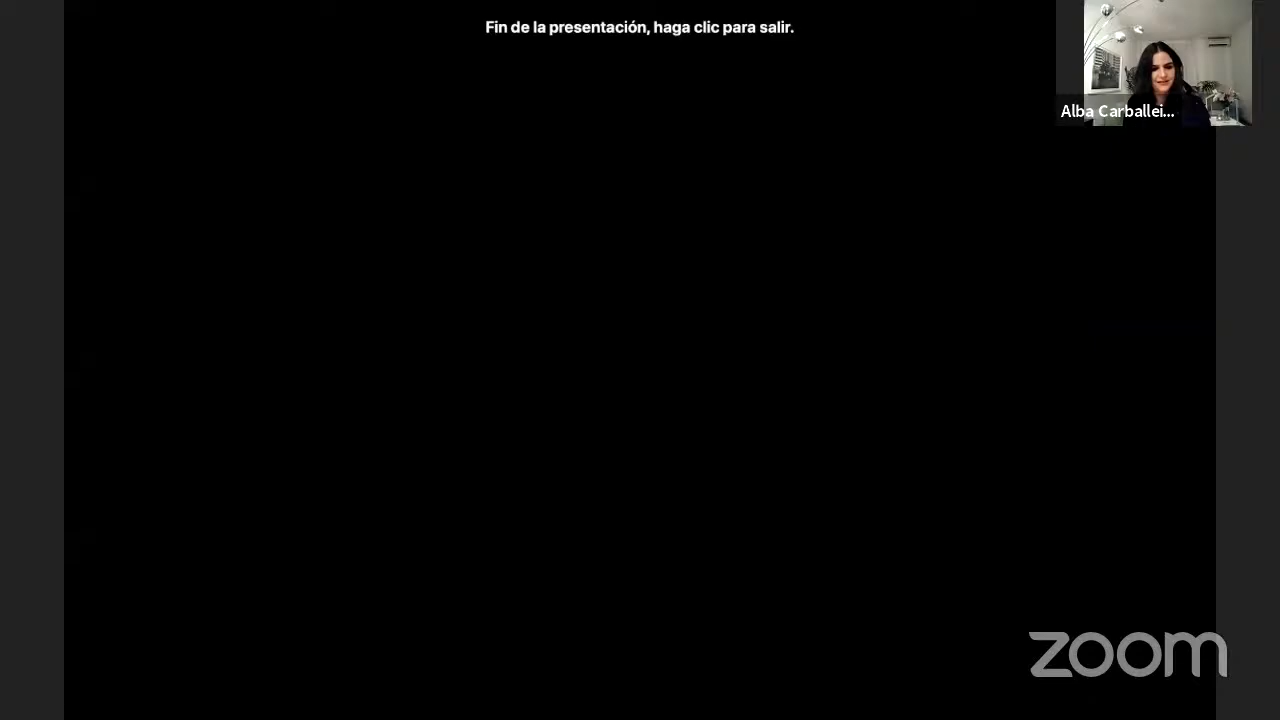 Fin de la presentación, haga clic para salir.
Alba Carballei...
zoom